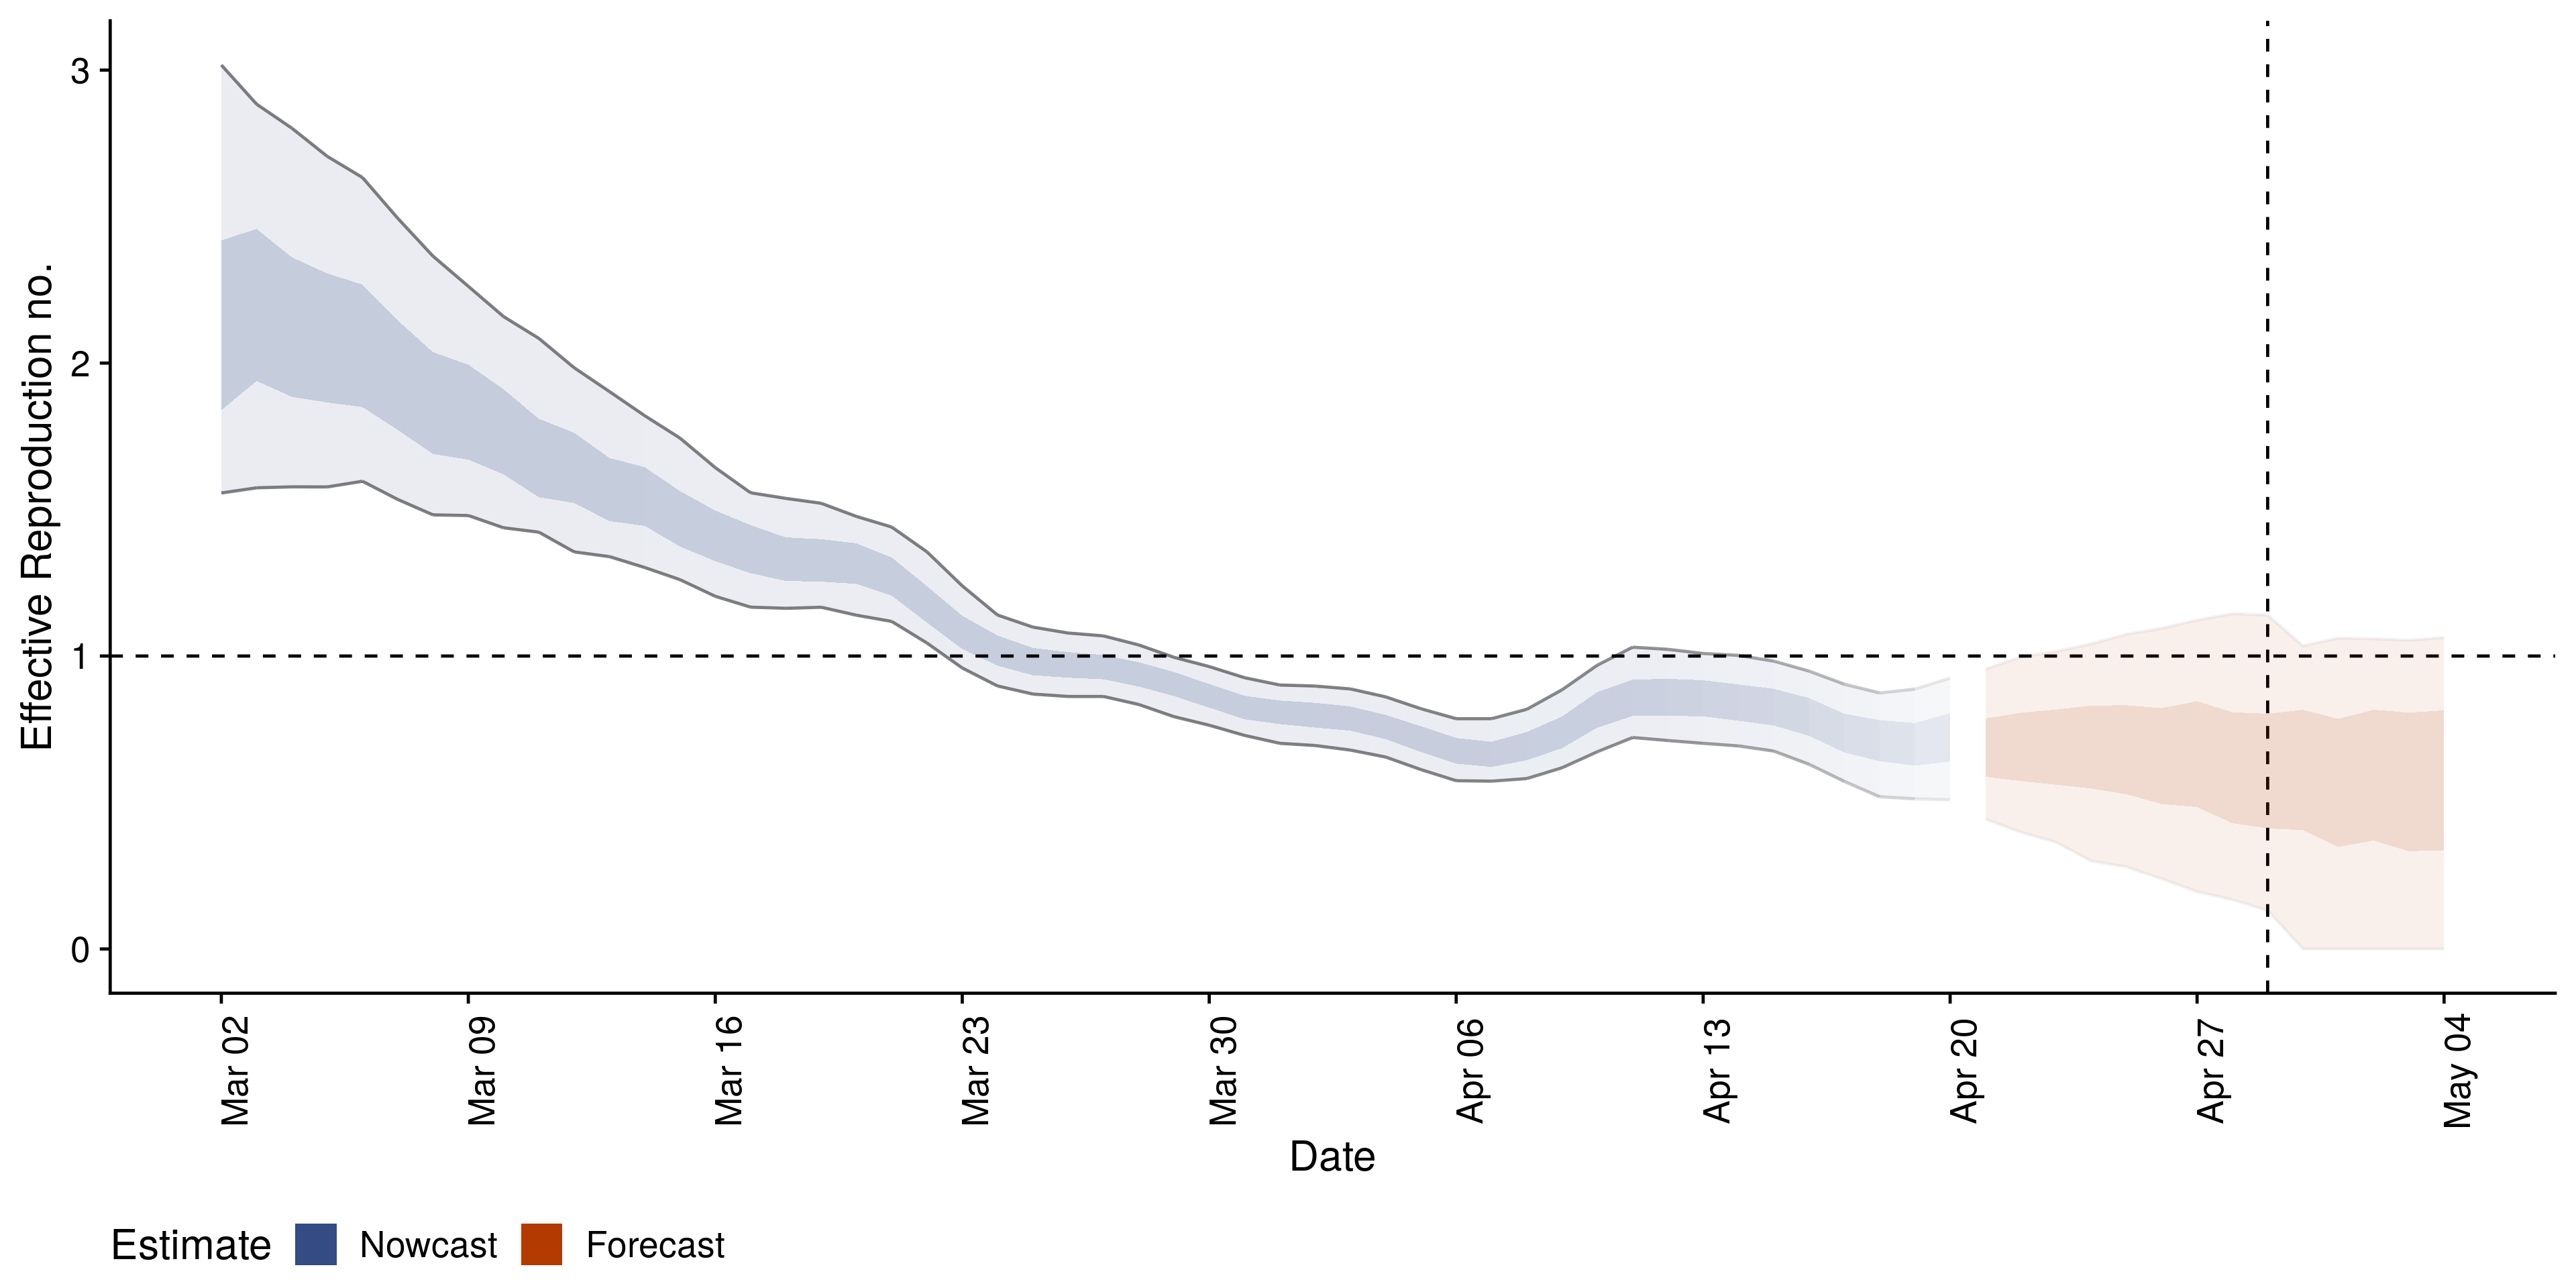 Effective Reproduction no.
3
2
1
0
Mar 02
Mar 09
Mar 16
Mar 23
Mar 30
Apr 06
Apr 13
Apr 20
Apr 27
May 04
Date
Estimate Nowcast Forecast